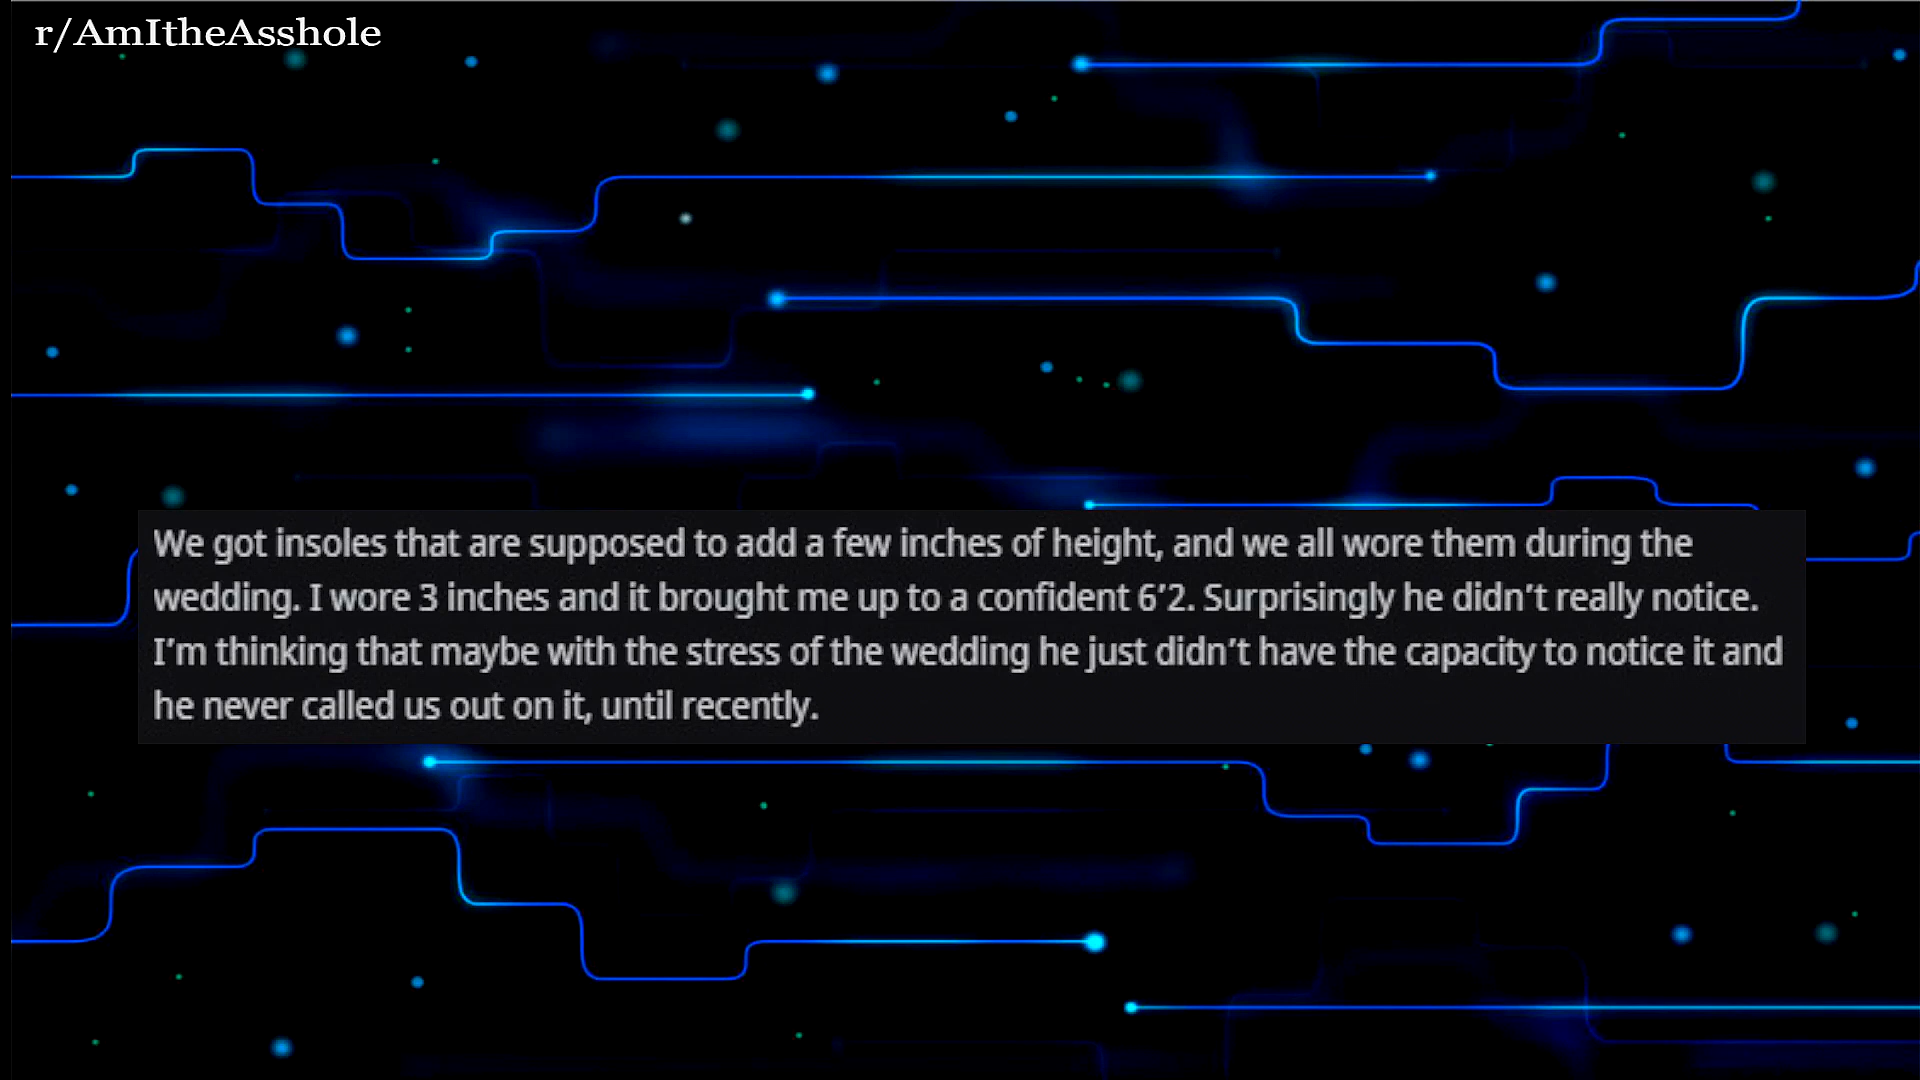 r/AmItheAsshole
We got insoles that are supposed to add a few inches of height, and we all wore them during the
wedding. I wore 3 inches and it brought me up to a confident 6’2. Surprisingly he didn’t really notice.
I’m thinking that maybe with the stress of the wedding he just didn’t have the capacity to notice it and
he never called us out on it, until recently.